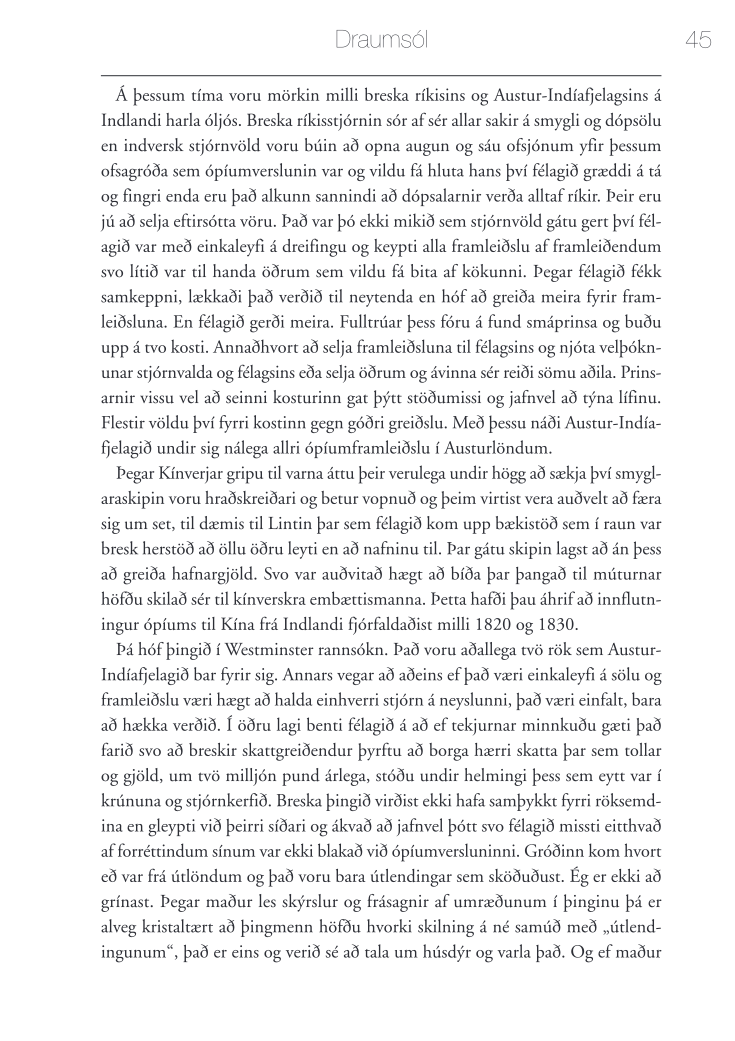 Draumsól 45
Á þessum tíma voru mörkin milli breska ríkisins og Austur-Indíafjelagsins á
Indlandi harla óljós. Breska ríkisstjórnin sór af sér allar sakir á smygli og dópsölu
en indversk stjórnvöld voru búin að opna augun og sáu ofsjónum yfir þessum
ofsagróða sem ópíumverslunin var og vildu fá hluta hans því félagið græddi á tá
og fingri enda eru það alkunn sannindi að dópsalarnir verða alltaf ríkir. Þeir eru
jú að selja eftirsótta vöru. Það var þó ekki mikið sem stjórnvöld gátu gert því fél-
agið var með einkaleyfi á dreifingu og keypti alla framleiðslu af framleiðendum
svo lítið var til handa öðrum sem vildu fá bita af kökunni. Þegar félagið fékk
samkeppni, lækkaði það verðið til neytenda en hóf að greiða meira fyrir fram-
leiðsluna. En félagið gerði meira. Fulltrúar þess fóru á fund smáprinsa og buðu
upp á tvo kosti. Annaðhvort að selja framleiðsluna til félagsins og njóta velþókn-
unar stjórnvalda og félagsins eða selja öðrum og ávinna sér reiði sömu aðila. Prins-
arnir vissu vel að seinni kosturinn gat þýtt stöðumissi og jafnvel að týna lífinu.
Flestir völdu því fyrri kostinn gegn góðri greiðslu. Með þessu náði Austur-Indía-
fjelagið undir sig nálega allri ópíumframleiðslu í Austurlöndum.
Þegar Kínverjar gripu til varna áttu þeir verulega undir högg að sækja því smygl-
araskipin voru hraðskreiðari og betur vopnuð og þeim virtist vera auðvelt að færa
sig um set, til dæmis til Lintin þar sem félagið kom upp bækistöð sem í raun var
bresk herstöð að öllu öðru leyti en að nafninu til. Þar gátu skipin lagst að án þess
að greiða hafnargjöld. Svo var auðvitað hægt að bíða þar þangað til múturnar
höfðu skilað sér til kínverskra embættismanna. Þetta hafði þau áhrif að innflutn-
ingur ópíums til Kína frá Indlandi fjórfaldaðist milli 1820 og 1830.
Þá hóf þingið í Westminster rannsókn. Það voru aðallega tvö rök sem Austur-
Indíafjelagið bar fyrir sig. Annars vegar að aðeins ef það væri einkaleyfi á sölu og
framleiðslu væri hægt að halda einhverri stjórn á neyslunni, það væri einfalt, bara
að hækka verðið. Í öðru lagi benti félagið á að ef tekjurnar minnkuðu gæti það
farið svo að breskir skattgreiðendur þyrftu að borga hærri skatta þar sem tollar
og gjöld, um tvö milljón pund árlega, stóðu undir helmingi þess sem eytt var í
krúnuna og stjórnkerfið. Breska þingið virðist ekki hafa samþykkt fyrri röksemd-
ina en gleypti við þeirri síðari og ákvað að jafnvel þótt svo félagið missti eitthvað
af forréttindum sínum var ekki blakað við ópíumversluninni. Gróðinn kom hvort
eð var frá útlöndum og það voru bara útlendingar sem sköðuðust. Ég er ekki að
grínast. Þegar maður les skýrslur og frásagnir af umræðunum í þinginu þá er
alveg kristaltært að þingmenn höfðu hvorki skilning á né samúð með „útlend-
ingunum“, það er eins og verið sé að tala um húsdýr og varla það. Og ef maður